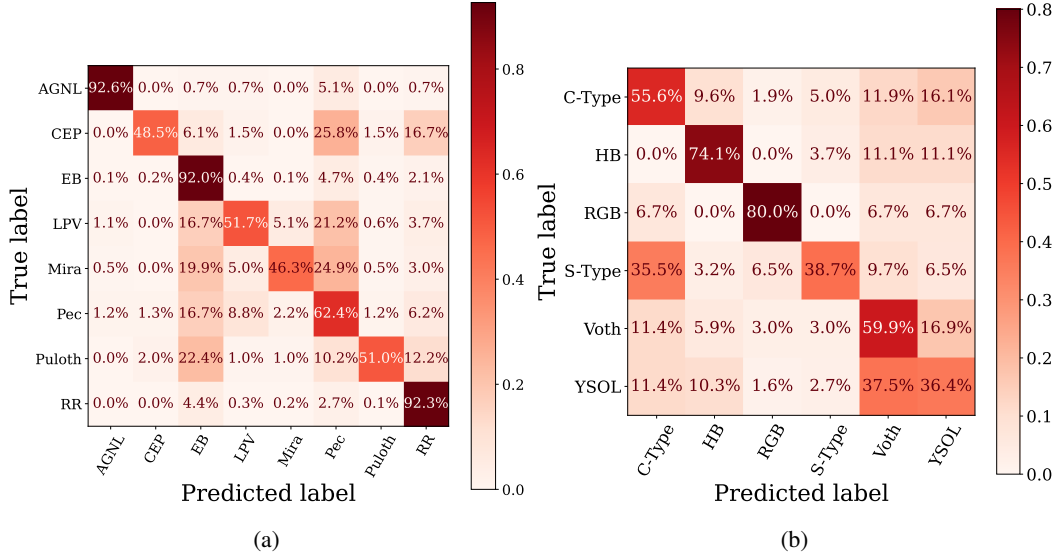 AGNL 92.6% 0.0% 0.7% 0.7% 0.0% 5.1% 0.0% 0.7%
CEP 0.0% 48.5% 6.1% 1.5% 0.0% 25.8% 1.5% 16.7%
EB 0.1% 0.2% 92.0% 0.4% 0.1% 4.7% 0.4% 2.1%
LPV 1.1% 0.0% 16.7% 51.7% 5.1% 21.2% 0.6% 3.7%
Mira 0.5% 0.0% 19.9% 5.0% 46.3% 24.9% 0.5% 3.0%
Pec 1.2% 1.3% 16.7% 8.8% 2.2% 62.4% 1.2% 6.2%
Puloth 0.0% 2.0% 22.4% 1.0% 1.0% 10.2% 51.0% 12.2%
RR 0.0% 0.0% 4.4% 0.3% 0.2% 2.7% 0.1% 92.3%
AGNL CEP EB LPV Mira Pec Puloth RR
True label
Predicted label
0.8
0.6
0.4
0.2
0.0
(a)
C-Type 55.6% 9.6% 1.9% 5.0% 11.9% 16.1%
HB 0.0% 74.1% 0.0% 3.7% 11.1% 11.1%
RGB 6.7% 0.0% 80.0% 0.0% 6.7% 6.7%
S-Type 35.5% 3.2% 6.5% 38.7% 9.7% 6.5%
Voth 11.4% 5.9% 3.0% 3.0% 59.9% 16.9%
YSOL 11.4% 10.3% 1.6% 2.7% 37.5% 36.4%
C-Type HB RGB S-Type Voth YSOL
True label
Predicted label
0.8
0.7
0.6
0.5
0.4
0.3
0.2
0.1
0.0
(b)